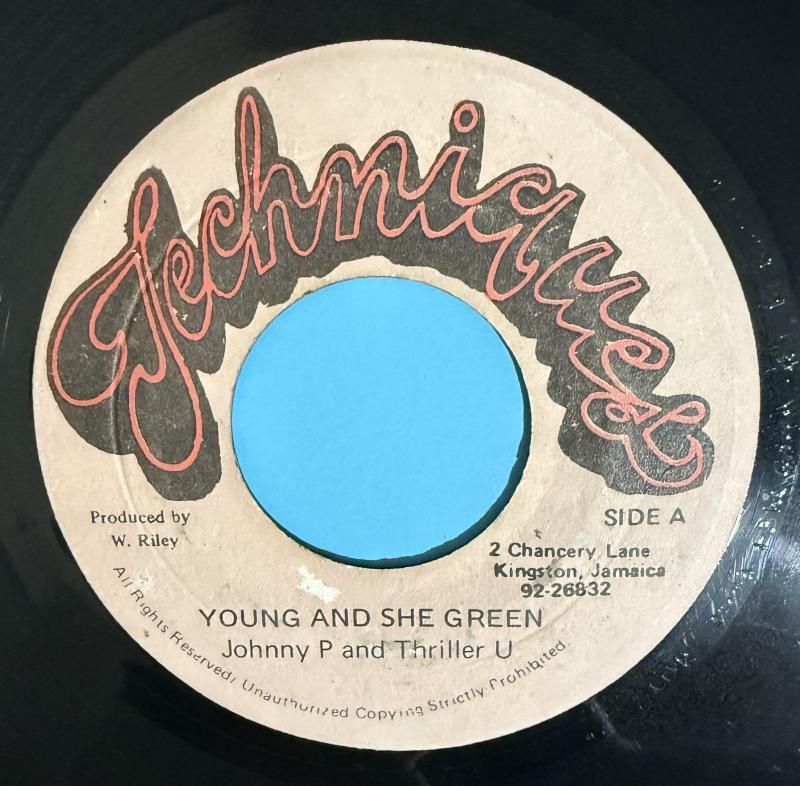 Techniques
Produced by
W. Riley
SIDE A
2 Chancery Lane
Kingston, Jamaica
92-26832
YOUNG AND SHE GREEN
Johnny P and Thriller U
All Rights Reserved/ Unauthorized Copying Strictly Prohibited.